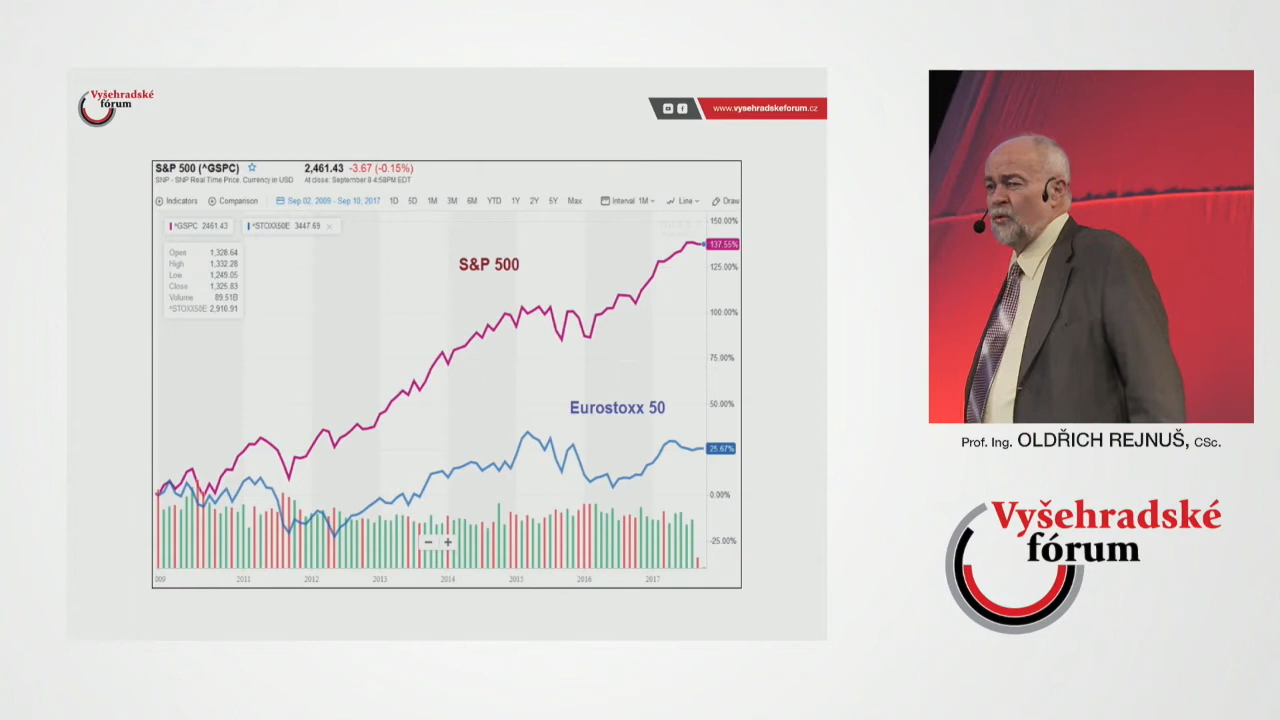 Vyšehradské
fórum
www.vysehradskeforum.cz
S&P 500 (^GSPC)
2,461.43 -3.67 (-0.15%)
SNP - SNP Real Time Price. Currency in USD
At close: September 8 4:58PM EDT
Indicators
Comparison
Sep 02, 2009 - Sep 10, 2017
1D 5D 1M 3M 6M YTD 1Y 2Y 5Y Max
Interval 1M
Line
Draw
^GSPC 2461.43
^STOXX50E 3447.69
Open 1,328.64
High 1,332.28
Low 1,249.05
Close 1,325.83
Volume 89.51B
^STOXX50E 2,910.91
S&P 500
Eurostoxx 50
150.00%
137.55%
125.00%
100.00%
75.00%
50.00%
25.67%
0.00%
-25.00%
009 2011 2012 2013 2014 2015 2016 2017
Prof. Ing. OLDŘICH REJNUŠ, CSc.
Vyšehradské
fórum